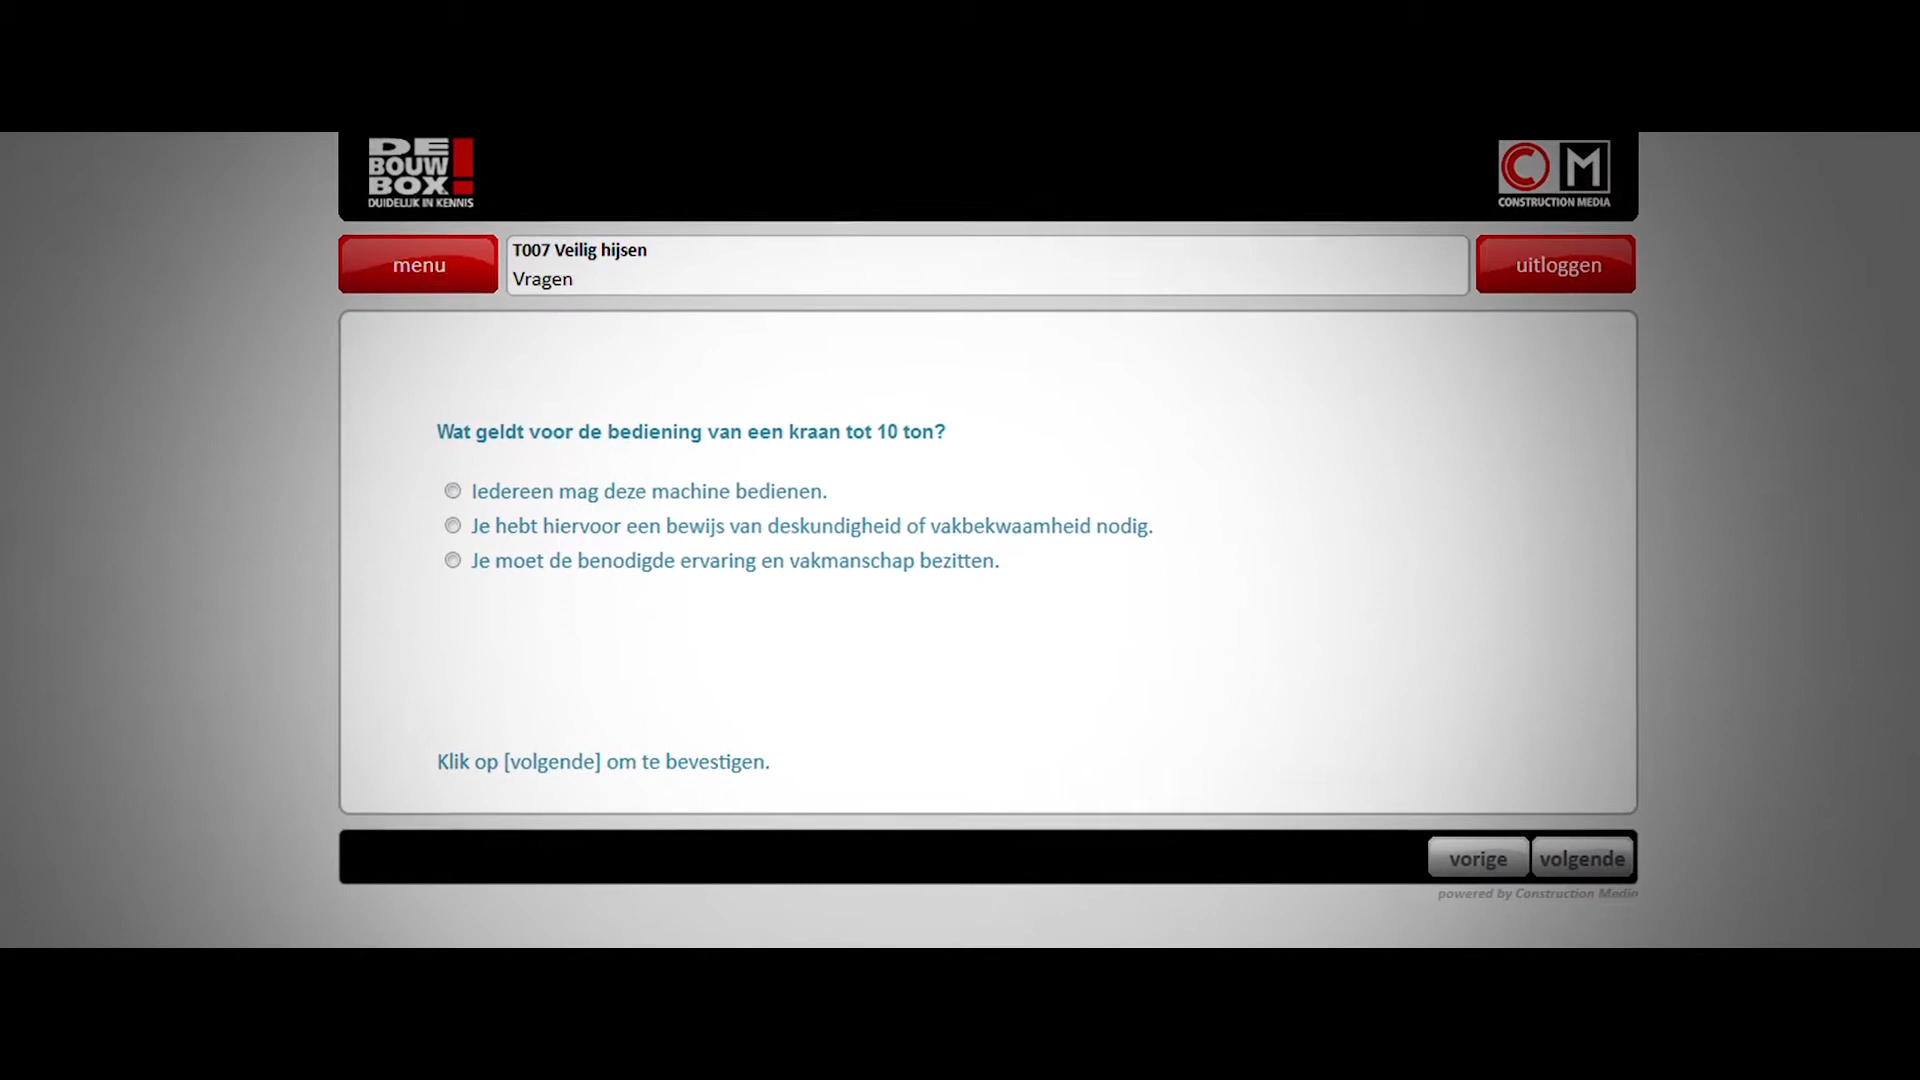 DE
BOUW
BOX!
DUIDELIJK IN KENNIS
CM
CONSTRUCTION MEDIA
menu
T007 Veilig hijsen
Vragen
uitloggen
Wat geldt voor de bediening van een kraan tot 10 ton?
Iedereen mag deze machine bedienen.
Je hebt hiervoor een bewijs van deskundigheid of vakbekwaamheid nodig.
Je moet de benodigde ervaring en vakmanschap bezitten.
Klik op [volgende] om te bevestigen.
vorige
volgende
powered by Construction Media